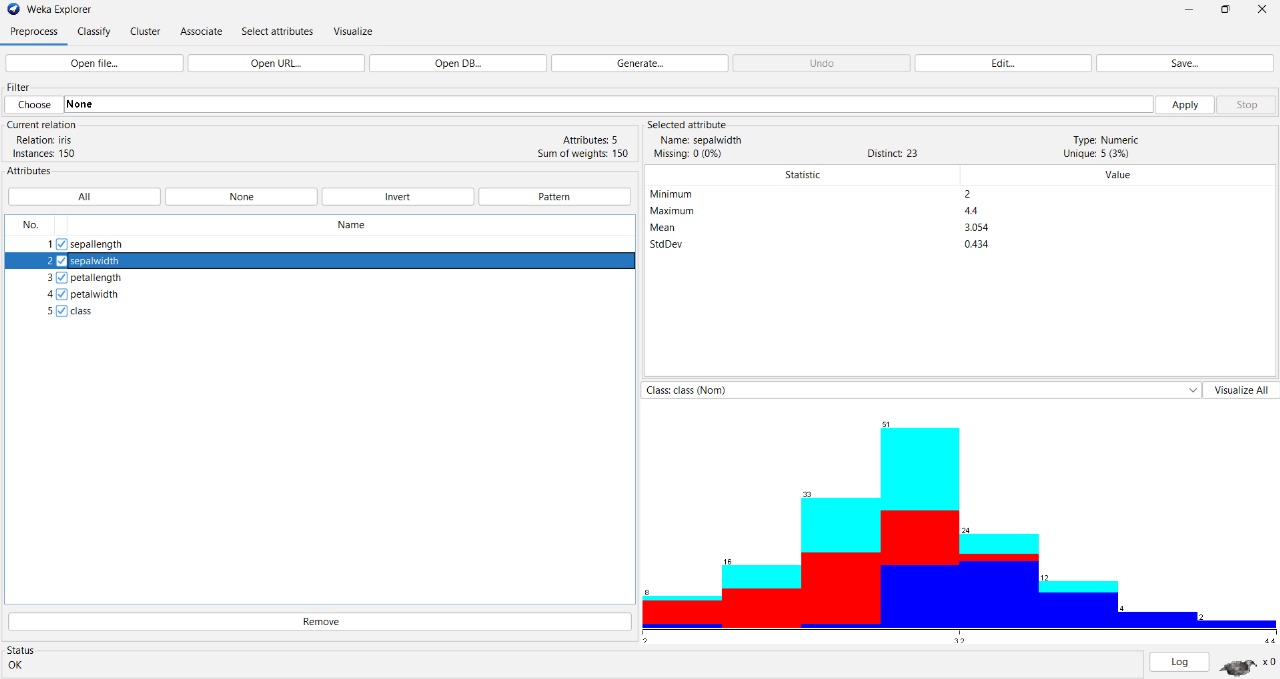 Weka Explorer
Preprocess Classify Cluster Associate Select attributes Visualize
Open file... Open URL... Open DB... Generate... Undo Edit... Save...
Filter
Choose None Apply Stop
Current relation
Relation: iris Attributes: 5
Instances: 150 Sum of weights: 150
Attributes
All None Invert Pattern
No. Name
1 sepallength
2 sepalwidth
3 petallength
4 petalwidth
5 class
Remove
Selected attribute
Name: sepalwidth Type: Numeric
Missing: 0 (0%) Distinct: 23 Unique: 5 (3%)
Statistic Value
Minimum 2
Maximum 4.4
Mean 3.054
StdDev 0.434
Class: class (Nom) Visualize All
8
16
33
51
24
12
4
2
2 3.2 4.4
Status
OK
Log x 0